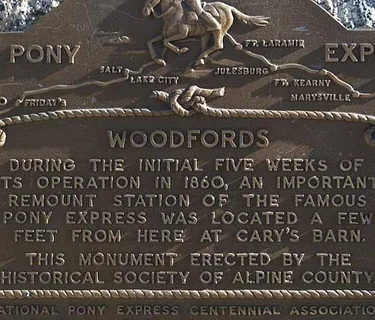 PONY EXP
FT. LARAMIE
SALT LAKE CITY
JULESBURG
FT. KEARNY
MARYSVILLE
FRIDAY'S
WOODFORDS
DURING THE INITIAL FIVE WEEKS OF
ITS OPERATION IN 1860, AN IMPORTANT
REMOUNT STATION OF THE FAMOUS
PONY EXPRESS WAS LOCATED A FEW
FEET FROM HERE AT CARY'S BARN.
THIS MONUMENT ERECTED BY THE
HISTORICAL SOCIETY OF ALPINE COUNTY
NATIONAL PONY EXPRESS CENTENNIAL ASSOCIATIO